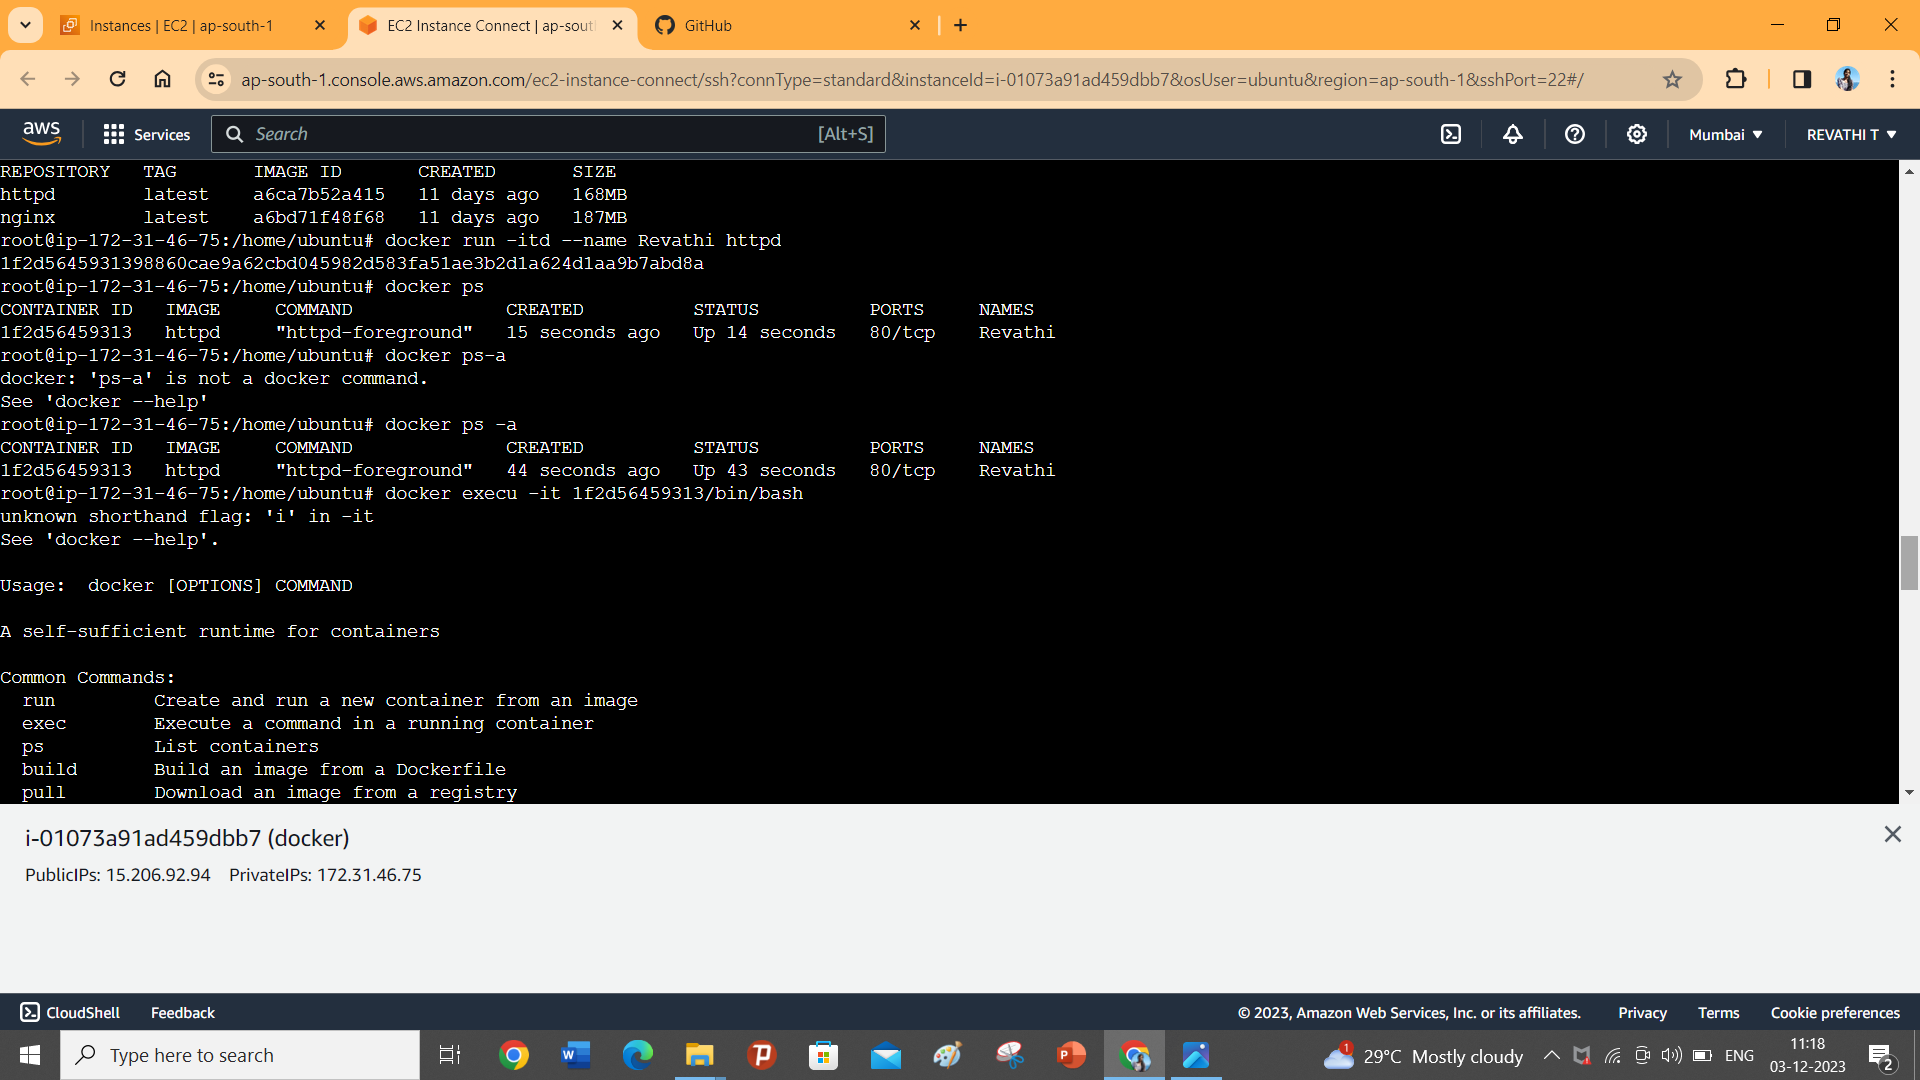 Instances | EC2 | ap-south-1
EC2 Instance Connect | ap-sout
GitHub
ap-south-1.console.aws.amazon.com/ec2-instance-connect/ssh?connType=standard&instanceId=i-01073a91ad459dbb7&osUser=ubuntu&region=ap-south-1&sshPort=22#/
aws Services Search [Alt+S] Mumbai REVATHI T
REPOSITORY TAG IMAGE ID CREATED SIZE
httpd latest a6ca7b52a415 11 days ago 168MB
nginx latest a6bd71f48f68 11 days ago 187MB
root@ip-172-31-46-75:/home/ubuntu# docker run -itd --name Revathi httpd
1f2d5645931398860cae9a62cbd045982d583fa51ae3b2d1a624d1aa9b7abd8a
root@ip-172-31-46-75:/home/ubuntu# docker ps
CONTAINER ID IMAGE COMMAND CREATED STATUS PORTS NAMES
1f2d56459313 httpd "httpd-foreground" 15 seconds ago Up 14 seconds 80/tcp Revathi
root@ip-172-31-46-75:/home/ubuntu# docker ps-a
docker: 'ps-a' is not a docker command.
See 'docker --help'
root@ip-172-31-46-75:/home/ubuntu# docker ps -a
CONTAINER ID IMAGE COMMAND CREATED STATUS PORTS NAMES
1f2d56459313 httpd "httpd-foreground" 44 seconds ago Up 43 seconds 80/tcp Revathi
root@ip-172-31-46-75:/home/ubuntu# docker execu -it 1f2d56459313/bin/bash
unknown shorthand flag: 'i' in -it
See 'docker --help'.
Usage: docker [OPTIONS] COMMAND
A self-sufficient runtime for containers
Common Commands:
run Create and run a new container from an image
exec Execute a command in a running container
ps List containers
build Build an image from a Dockerfile
pull Download an image from a registry
i-01073a91ad459dbb7 (docker)
PublicIPs: 15.206.92.94 PrivateIPs: 172.31.46.75
CloudShell Feedback © 2023, Amazon Web Services, Inc. or its affiliates. Privacy Terms Cookie preferences
Type here to search
1
29°C Mostly cloudy
ENG
11:18
03-12-2023
2